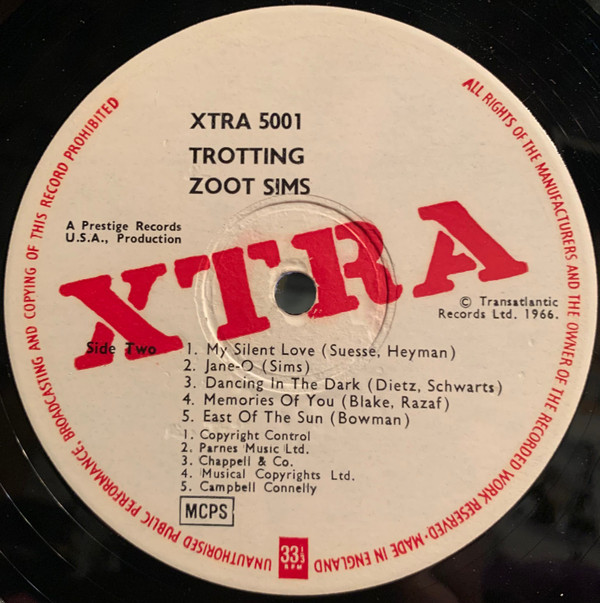 XTRA 5001
TROTTING
ZOOT SIMS
A Prestige Records
U.S.A., Production
XTRA
© Transatlantic
Records Ltd. 1966.
Side Two
1. My Silent Love (Suesse, Heyman)
2. Jane-O (Sims)
3. Dancing In The Dark (Dietz, Schwarts)
4. Memories Of You (Blake, Razaf)
5. East Of The Sun (Bowman)
1. Copyright Control
2. Parnes Music Ltd.
3. Chappell & Co.
4. Musical Copyrights Ltd.
5. Campbell Connelly
MCPS
33⅓
RPM
ALL RIGHTS OF THE MANUFACTURERS AND THE OWNER OF THE RECORDED WORK RESERVED · MADE IN ENGLAND
UNAUTHORISED PUBLIC PERFORMANCE, BROADCASTING AND COPYING OF THIS RECORD PROHIBITED